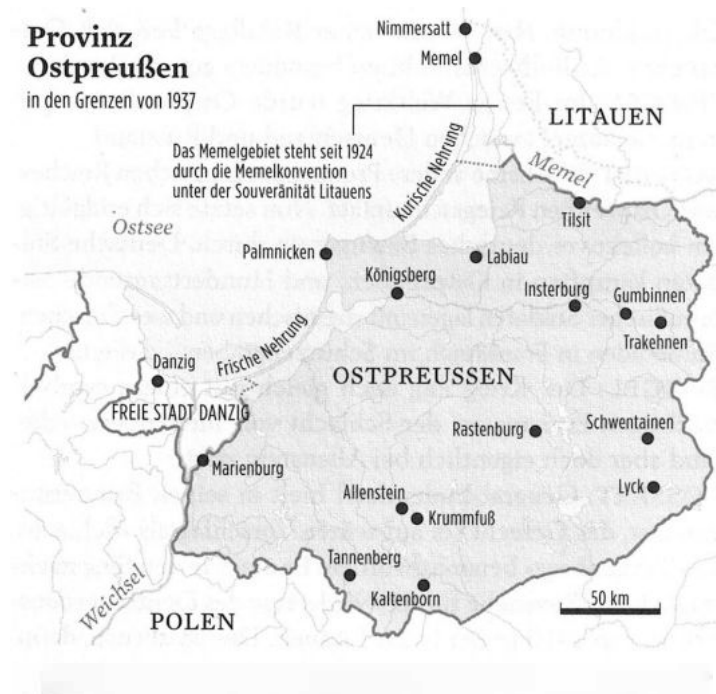 Provinz
Ostpreußen
in den Grenzen von 1937
Nimmersatt
Memel
LITAUEN
Das Memelgebiet steht seit 1924
durch die Memelkonvention
unter der Souveränität Litauens
Kurische Nehrung
Memel
Tilsit
Ostsee
Palmnicken
Labiau
Königsberg
Insterburg
Gumbinnen
Trakehnen
Frische Nehrung
Danzig
OSTPREUSSEN
FREIE STADT DANZIG
Schwentainen
Rastenburg
Marienburg
Lyck
Allenstein
Krummfuß
Tannenberg
Kaltenborn
50 km
Weichsel
POLEN